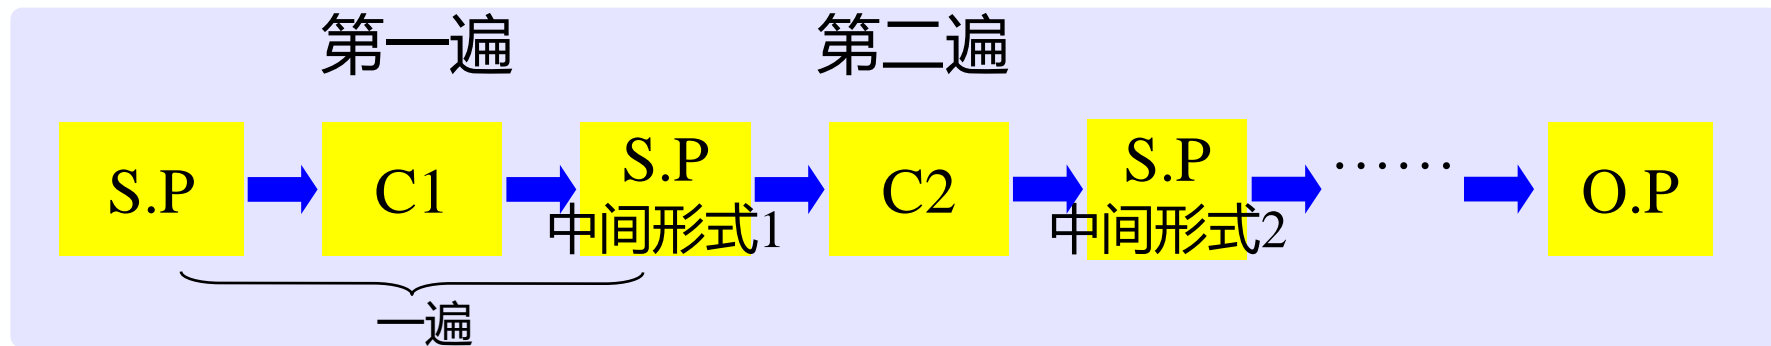 第一遍
第二遍
S.P
C1
S.P
中间形式1
C2
S.P
中间形式2
······
O.P
一遍